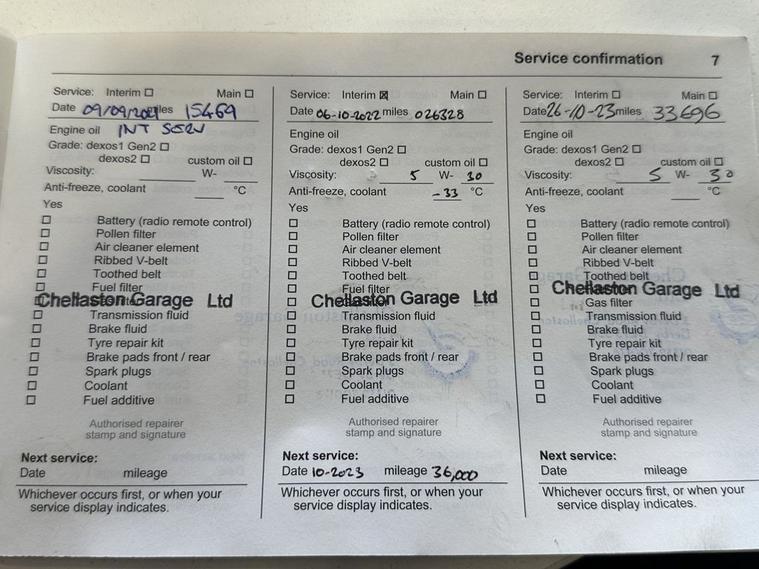 Service confirmation 7
Service: Interim ☐ Main ☐
Date 09/09/2021 miles 15469
Engine oil INT SERV
Grade: dexos1 Gen2 ☐
dexos2 ☐ custom oil ☐
Viscosity: W-
Anti-freeze, coolant °C
Yes
☐ Battery (radio remote control)
☐ Pollen filter
☐ Air cleaner element
☐ Ribbed V-belt
☐ Toothed belt
☐ Fuel filter
Chellaston Garage Ltd
☐ Transmission fluid
☐ Brake fluid
☐ Tyre repair kit
☐ Brake pads front / rear
☐ Spark plugs
☐ Coolant
☐ Fuel additive
Authorised repairer
stamp and signature
Next service:
Date mileage
Whichever occurs first, or when your
service display indicates.
Service: Interim ☒ Main ☐
Date 06-10-2022 miles 026328
Engine oil
Grade: dexos1 Gen2 ☐
dexos2 ☐ custom oil ☐
Viscosity: 5 W- 30
Anti-freeze, coolant -33 °C
Yes
☐ Battery (radio remote control)
☐ Pollen filter
☐ Air cleaner element
☐ Ribbed V-belt
☐ Toothed belt
☐ Fuel filter
Chellaston Garage Ltd
☐ Transmission fluid
☐ Brake fluid
☐ Tyre repair kit
☐ Brake pads front / rear
☐ Spark plugs
☐ Coolant
☐ Fuel additive
Authorised repairer
stamp and signature
Next service:
Date 10-2023 mileage 36,000
Whichever occurs first, or when your
service display indicates.
Service: Interim ☐ Main ☐
Date 26-10-23 miles 33696
Engine oil
Grade: dexos1 Gen2 ☐
dexos2 ☐ custom oil ☐
Viscosity: 5 W- 30
Anti-freeze, coolant °C
Yes
☐ Battery (radio remote control)
☐ Pollen filter
☐ Air cleaner element
☐ Ribbed V-belt
☐ Toothed belt
Chellaston Garage Ltd
☐ Gas filter
☐ Transmission fluid
☐ Brake fluid
☐ Tyre repair kit
☐ Brake pads front / rear
☐ Spark plugs
☐ Coolant
☐ Fuel additive
Authorised repairer
stamp and signature
Next service:
Date mileage
Whichever occurs first, or when your
service display indicates.